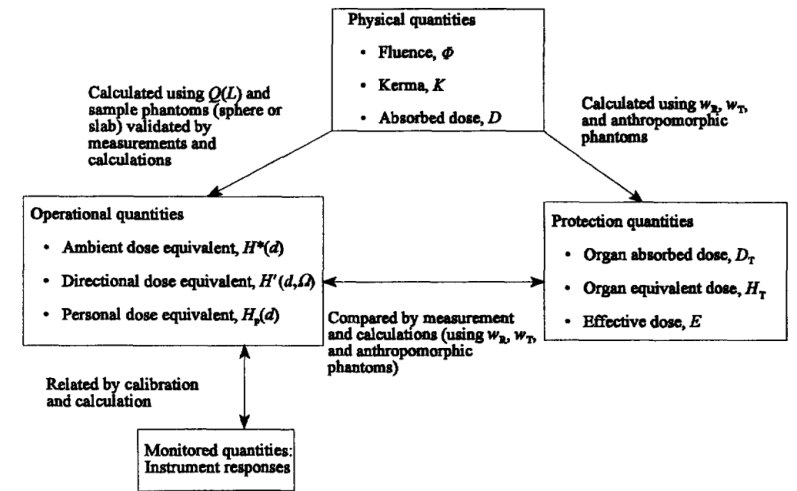 Physical quantities
• Fluence, Φ
• Kerma, K
• Absorbed dose, D
Calculated using Q(L) and
sample phantoms (sphere or
slab) validated by
measurements and
calculations
Calculated using w_R, w_T,
and anthropomorphic
phantoms
Operational quantities
• Ambient dose equivalent, H*(d)
• Directional dose equivalent, H′(d,Ω)
• Personal dose equivalent, H_p(d)
Protection quantities
• Organ absorbed dose, D_T
• Organ equivalent dose, H_T
• Effective dose, E
Compared by measurement
and calculations (using w_R, w_T,
and anthropomorphic
phantoms)
Related by calibration
and calculation
Monitored quantities:
Instrument responses